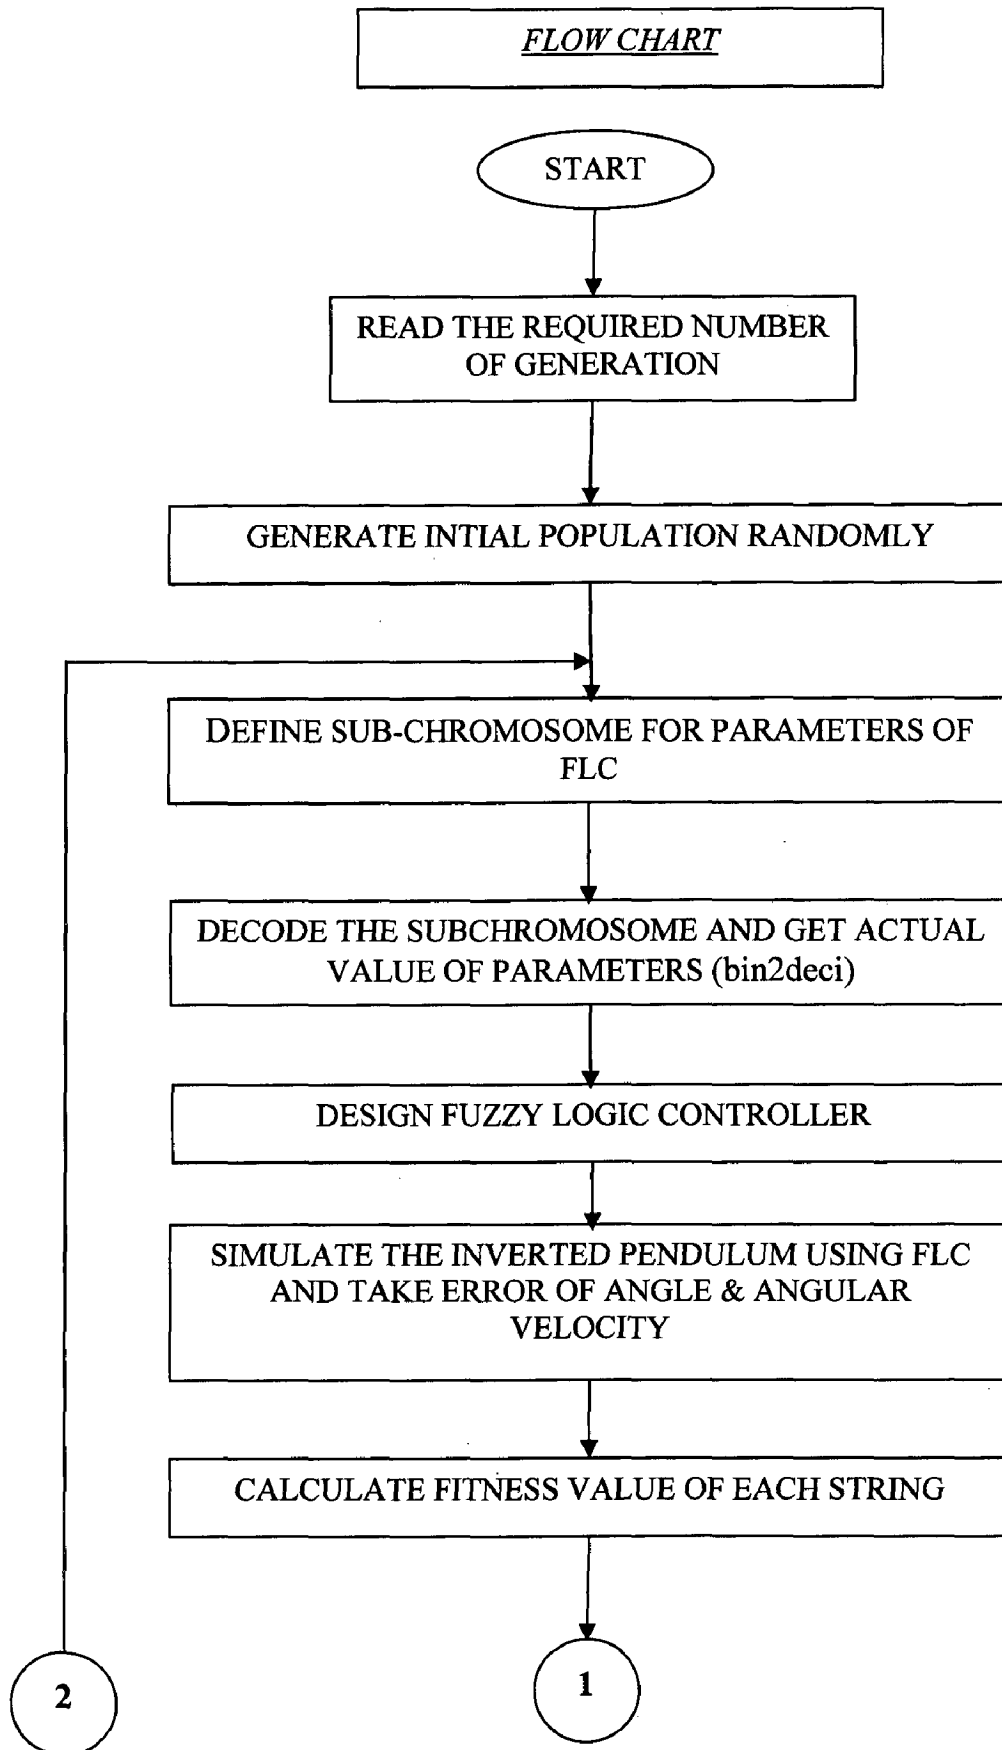 FLOW CHART
START
READ THE REQUIRED NUMBER
OF GENERATION
GENERATE INTIAL POPULATION RANDOMLY
DEFINE SUB-CHROMOSOME FOR PARAMETERS OF
FLC
DECODE THE SUBCHROMOSOME AND GET ACTUAL
VALUE OF PARAMETERS (bin2deci)
DESIGN FUZZY LOGIC CONTROLLER
SIMULATE THE INVERTED PENDULUM USING FLC
AND TAKE ERROR OF ANGLE & ANGULAR
VELOCITY
CALCULATE FITNESS VALUE OF EACH STRING
2
1